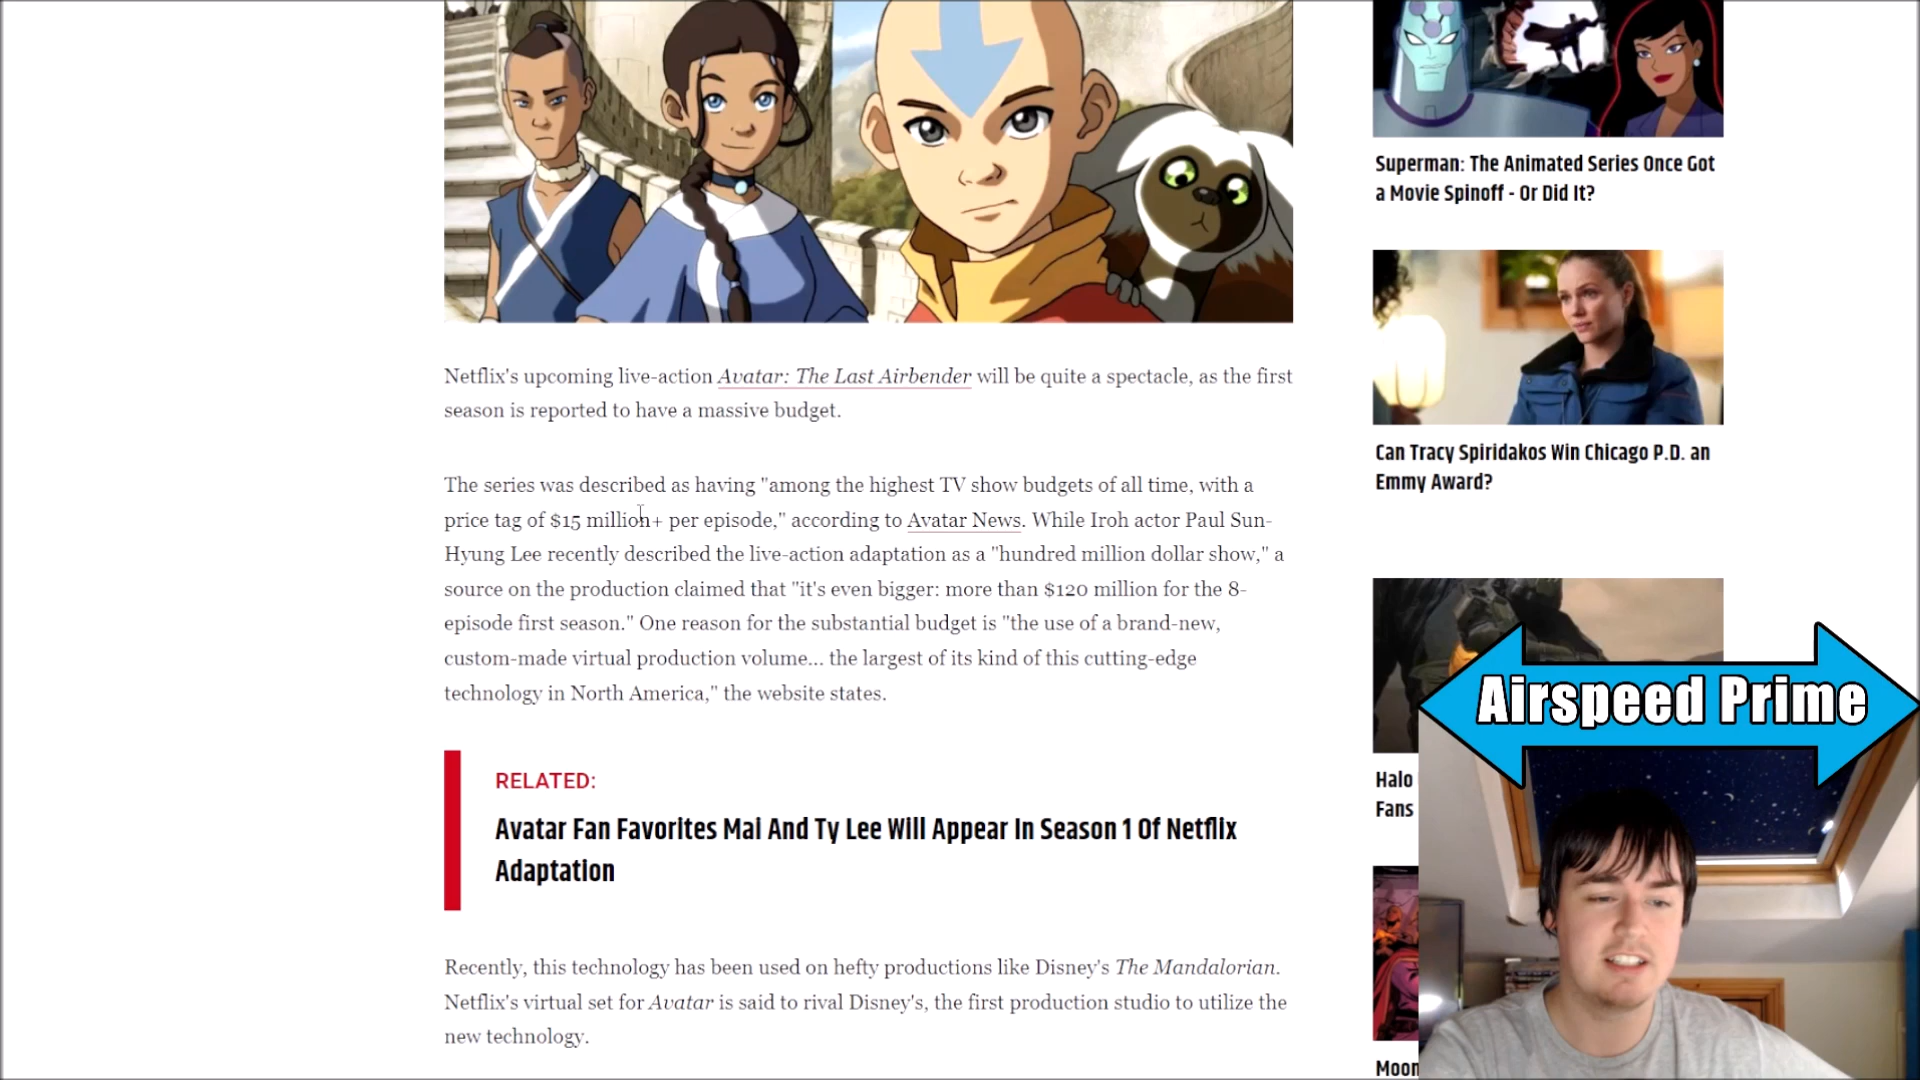 Netflix's upcoming live-action Avatar: The Last Airbender will be quite a spectacle, as the first
season is reported to have a massive budget.
The series was described as having "among the highest TV show budgets of all time, with a
price tag of $15 million+ per episode," according to Avatar News. While Iroh actor Paul Sun-
Hyung Lee recently described the live-action adaptation as a "hundred million dollar show," a
source on the production claimed that "it's even bigger: more than $120 million for the 8-
episode first season." One reason for the substantial budget is "the use of a brand-new,
custom-made virtual production volume... the largest of its kind of this cutting-edge
technology in North America," the website states.
RELATED:
Avatar Fan Favorites Mai And Ty Lee Will Appear In Season 1 Of Netflix
Adaptation
Recently, this technology has been used on hefty productions like Disney's The Mandalorian.
Netflix's virtual set for Avatar is said to rival Disney's, the first production studio to utilize the
new technology.
Superman: The Animated Series Once Got
a Movie Spinoff - Or Did It?
Can Tracy Spiridakos Win Chicago P.D. an
Emmy Award?
Airspeed Prime
Halo
Fans
Moon